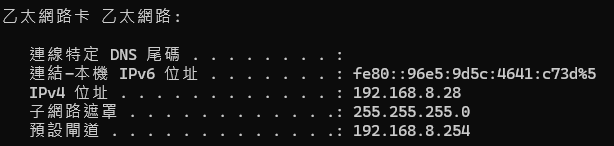 乙太網路卡 乙太網路:
連線特定 DNS 尾碼 . . . . . . . . :
連結-本機 IPv6 位址 . . . . . . . : fe80::96e5:9d5c:4641:c73d%5
IPv4 位址 . . . . . . . . . . . . : 192.168.8.28
子網路遮罩 . . . . . . . . . . . .: 255.255.255.0
預設閘道 . . . . . . . . . . . . .: 192.168.8.254